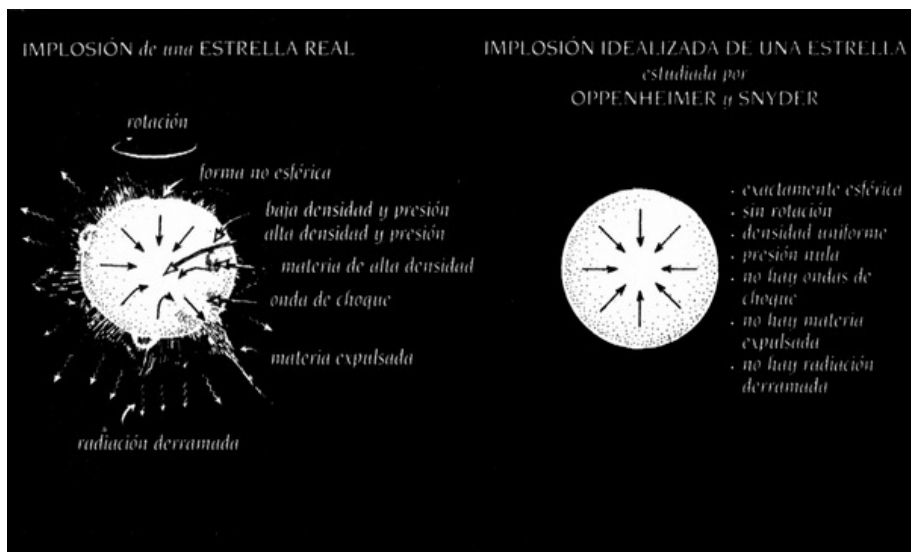 IMPLOSIÓN de una ESTRELLA REAL
rotación
forma no esférica
baja densidad y presión
alta densidad y presión
materia de alta densidad
onda de choque
materia expulsada
radiación derramada
IMPLOSIÓN IDEALIZADA DE UNA ESTRELLA
estudiada por
OPPENHEIMER y SNYDER
· exactamente esférica
· sin rotación
· densidad uniforme
· presión nula
· no hay ondas de
choque
· no hay materia
expulsada
· no hay radiación
derramada